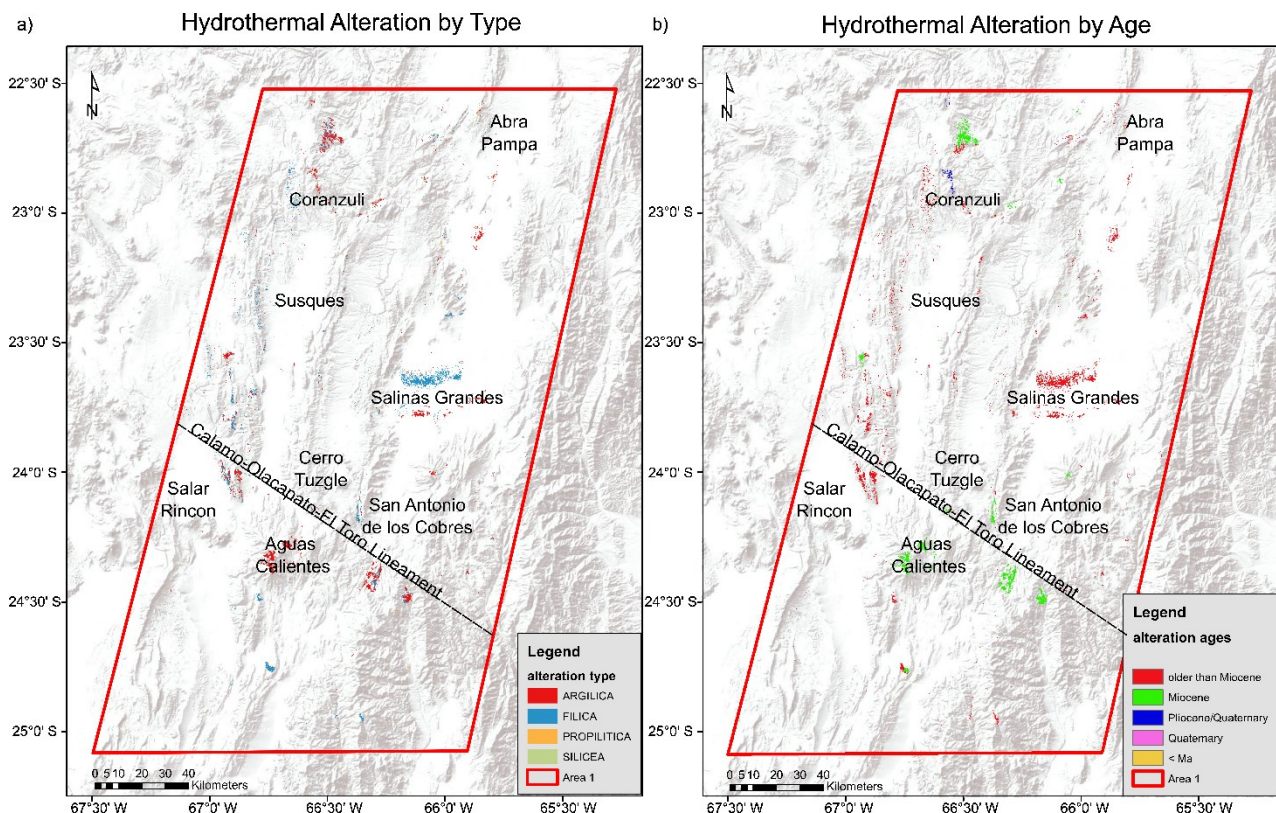 a)
Hydrothermal Alteration by Type
22°30' S
23°0' S
23°30' S
24°0' S
24°30' S
25°0' S
N
Abra
Pampa
Coranzuli
Susques
Salinas Grandes
Calamo-Olacapato-El Toro Lineament
Cerro
Tuzgle
Salar
Rincon
San Antonio
de los Cobres
Aguas
Calientes
Legend
alteration type
ARGILICA
FILICA
PROPILITICA
SILICEA
Area 1
0 5 10 20 30 40
Kilometers
67°30' W 67°0' W 66°30' W 66°0' W 65°30' W
b)
Hydrothermal Alteration by Age
22°30' S
23°0' S
23°30' S
24°0' S
24°30' S
25°0' S
N
Abra
Pampa
Coranzuli
Susques
Salinas Grandes
Calamo-Olacapato-El Toro Lineament
Cerro
Tuzgle
Salar
Rincon
San Antonio
de los Cobres
Aguas
Calientes
Legend
alteration ages
older than Miocene
Miocene
Pliocene/Quaternary
Quaternary
< Ma
Area 1
0 5 10 20 30 40
Kilometers
67°30' W 67°0' W 66°30' W 66°0' W 65°30' W